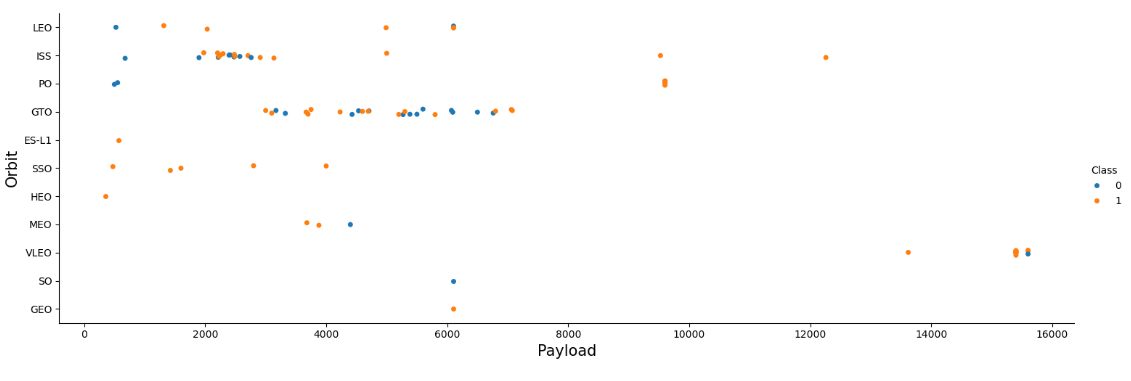 LEO
ISS
PO
GTO
ES-L1
SSO
HEO
MEO
VLEO
SO
GEO
Orbit
0 2000 4000 6000 8000 10000 12000 14000 16000
Payload
Class
0
1